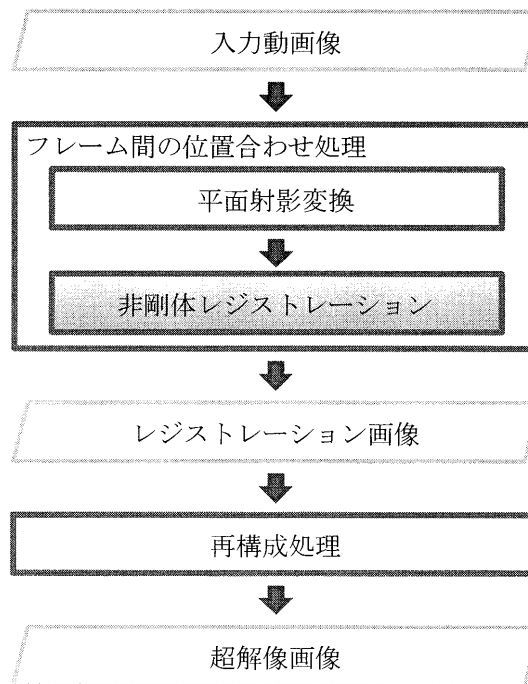 入力動画像
フレーム間の位置合わせ処理
平面射影変換
非剛体レジストレーション
レジストレーション画像
再構成処理
超解像画像